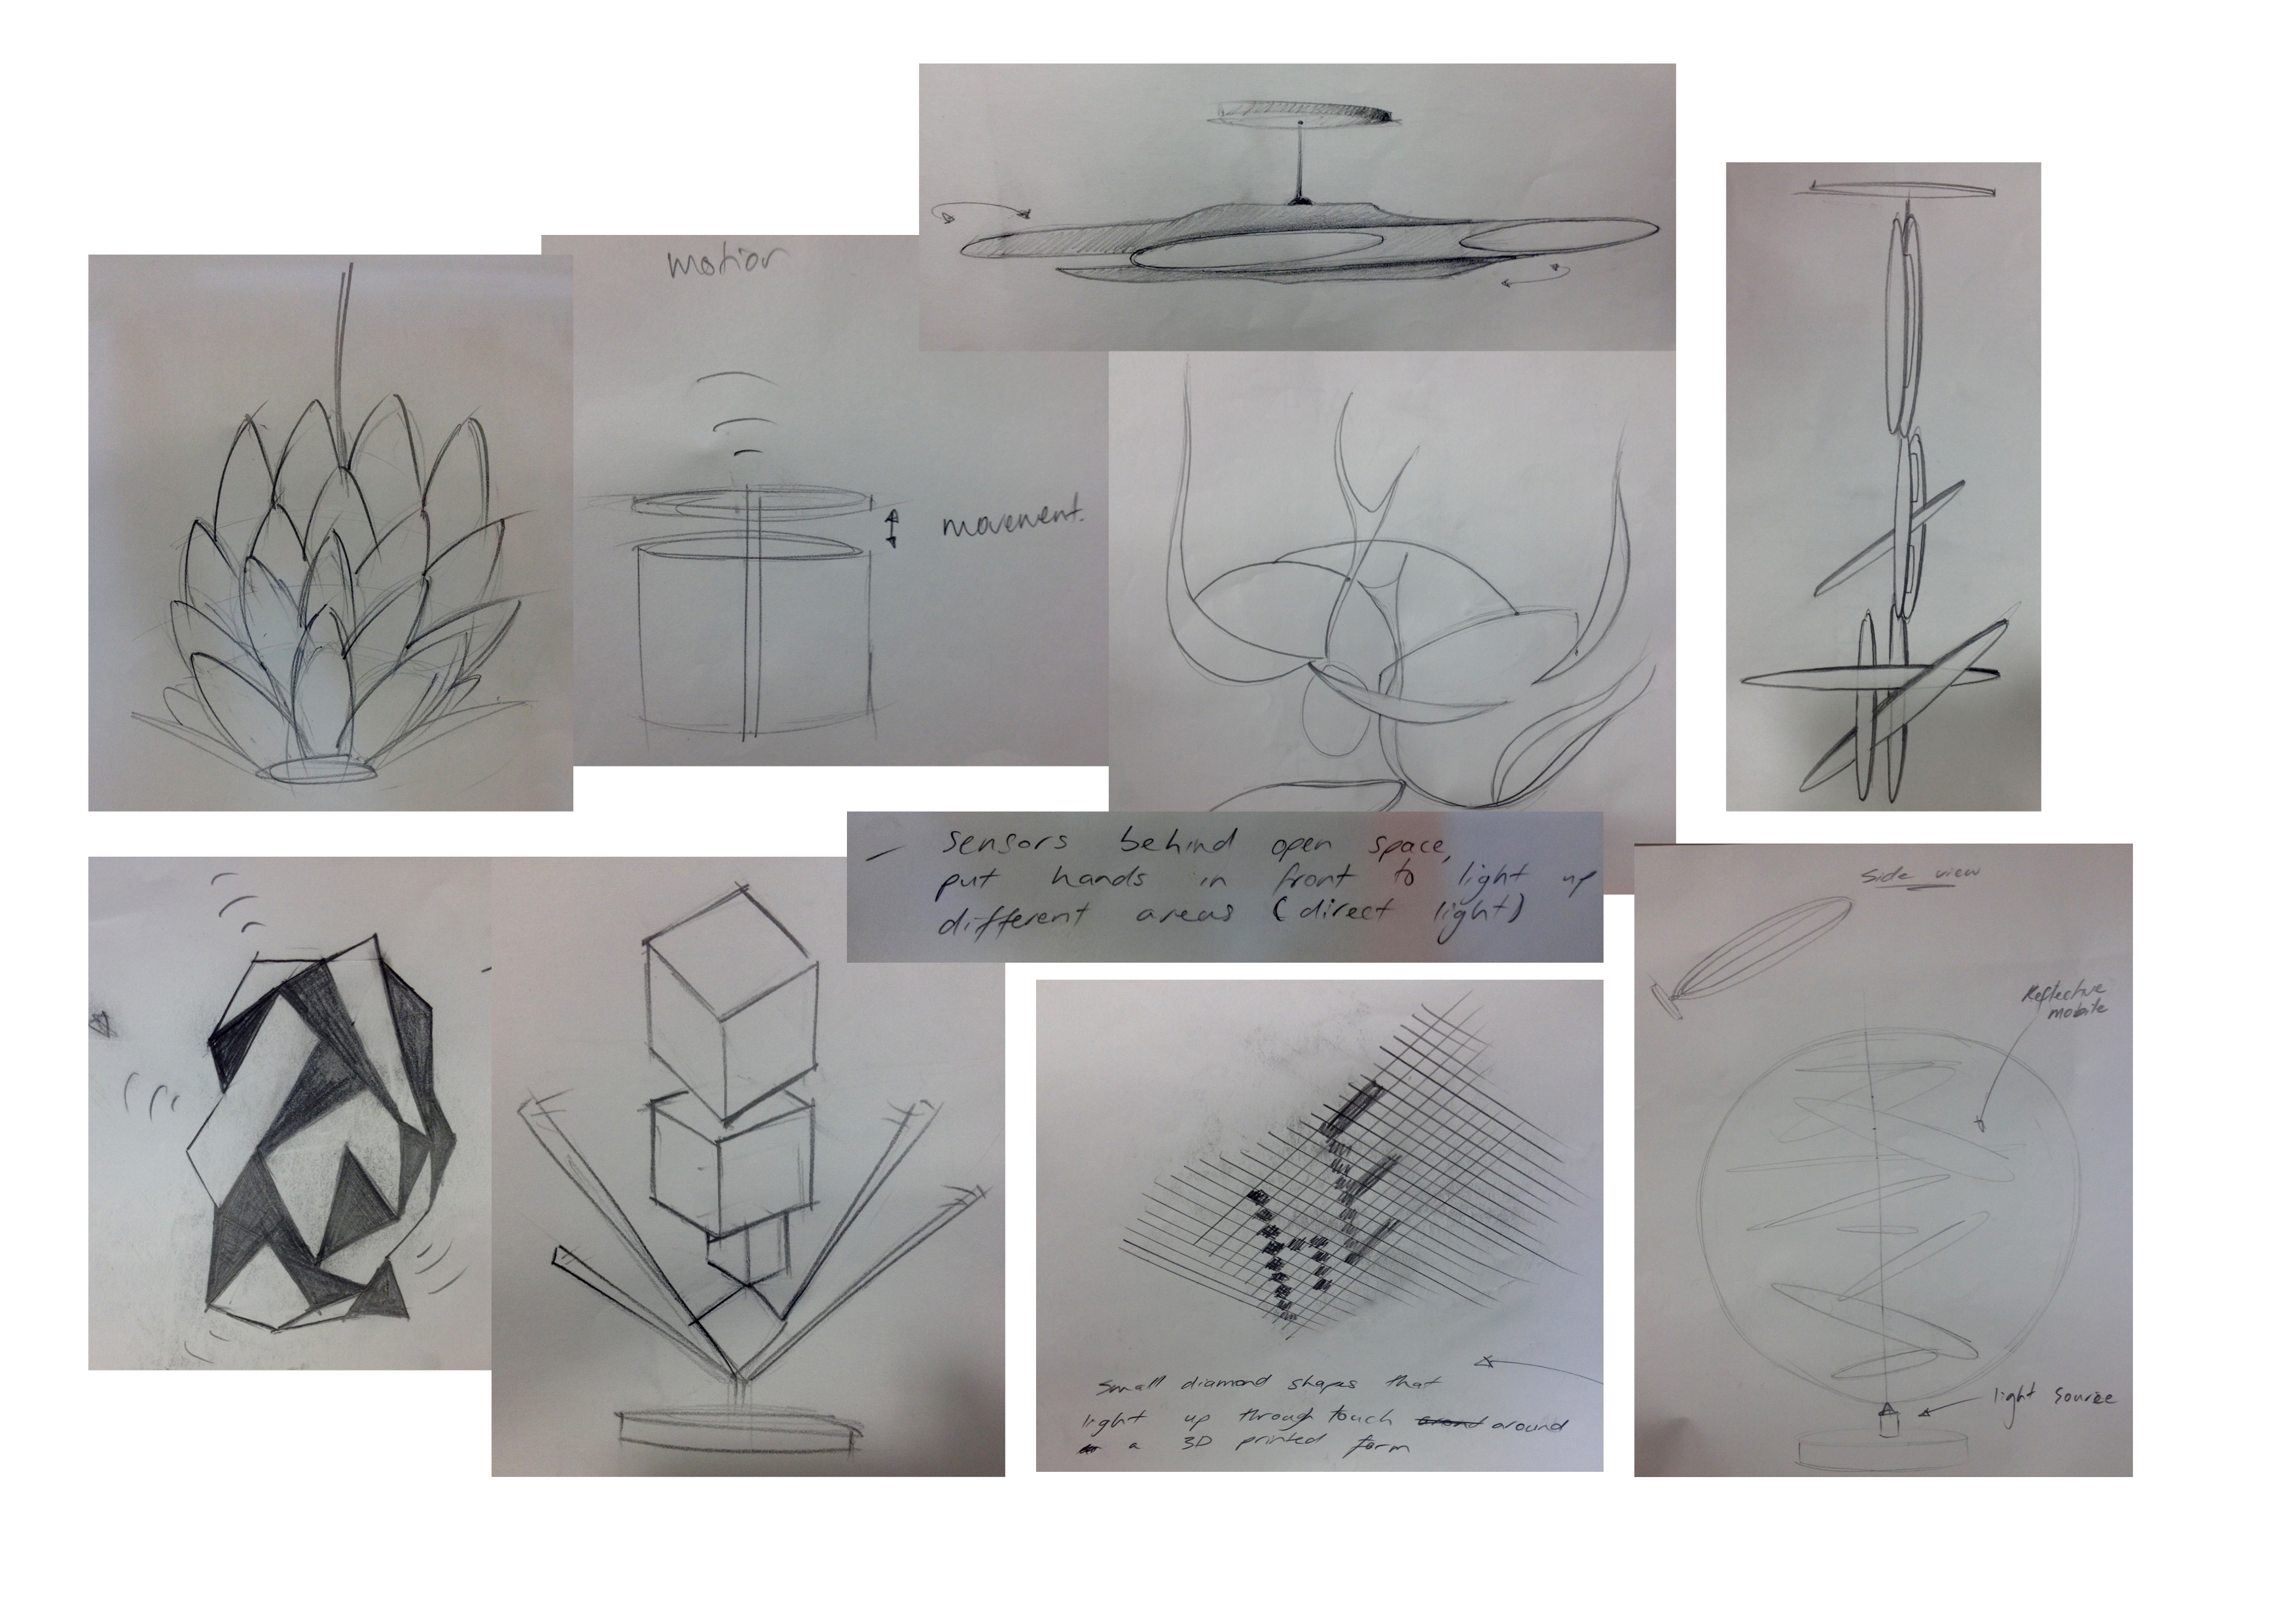 motion
movement.
- sensors behind open space,
put hands in front to light up
different areas (direct light)
Side view
Reflective
mobile
light source
Small diamond shapes that
light up through touch around
a 3D printed form